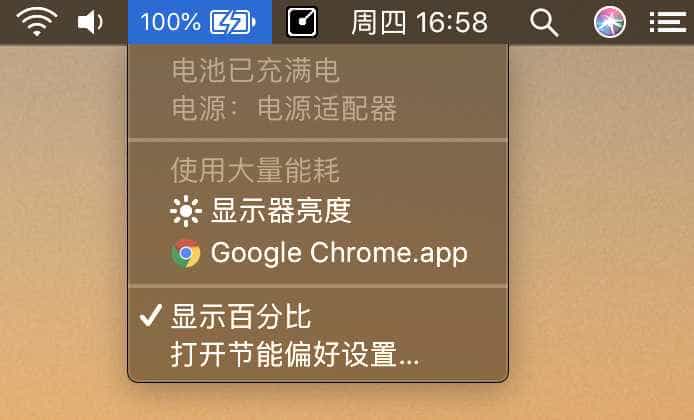 100% 周四 16:58
电池已充满电
电源：电源适配器
使用大量能耗
显示器亮度
Google Chrome.app
显示百分比
打开节能偏好设置...